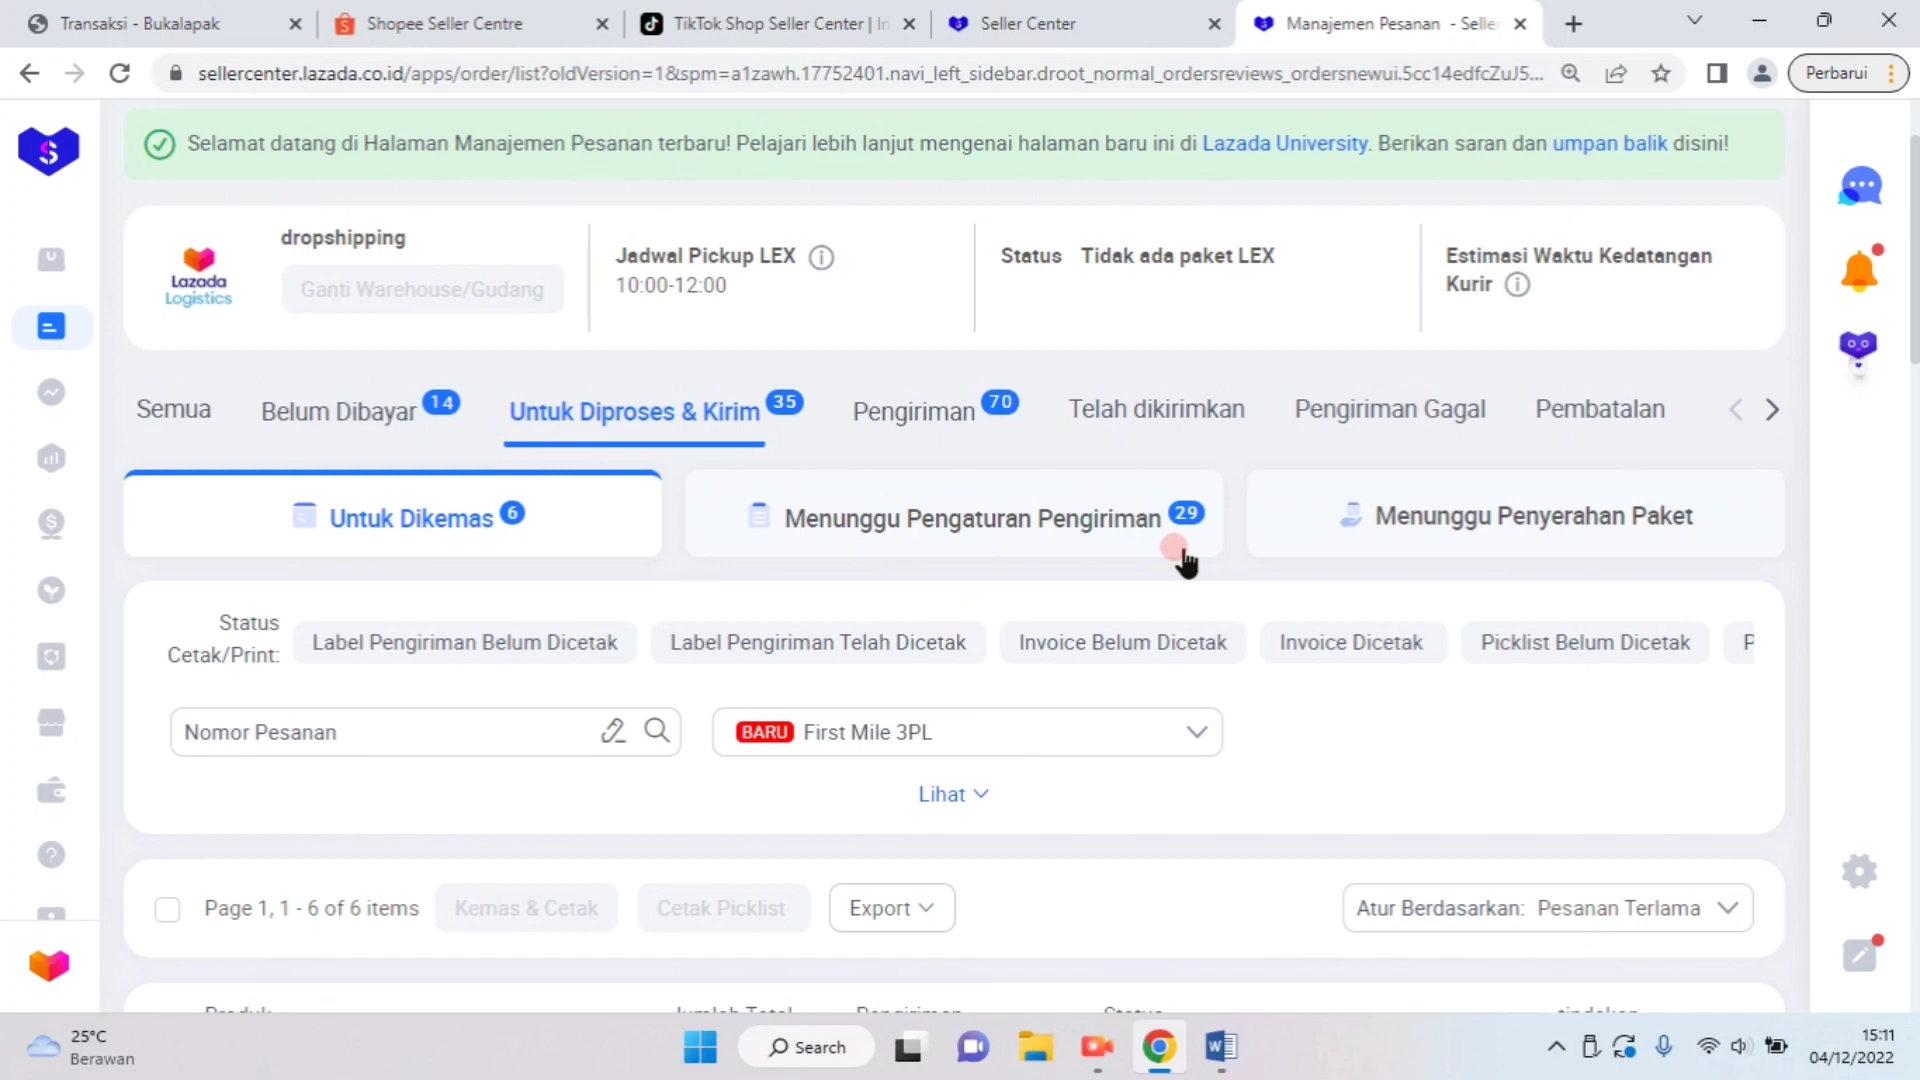 Transaksi - Bukalapak
Shopee Seller Centre
TikTok Shop Seller Center | In
Seller Center
Manajemen Pesanan - Seller
sellercenter.lazada.co.id/apps/order/list?oldVersion=1&spm=a1zawh.17752401.navi_left_sidebar.droot_normal_ordersreviews_ordersnewui.5cc14edfcZuJ5...
Perbarui
Selamat datang di Halaman Manajemen Pesanan terbaru! Pelajari lebih lanjut mengenai halaman baru ini di Lazada University. Berikan saran dan umpan balik disini!
Lazada
Logistics
dropshipping
Ganti Warehouse/Gudang
Jadwal Pickup LEX
10:00-12:00
Status Tidak ada paket LEX
Estimasi Waktu Kedatangan
Kurir
Semua
Belum Dibayar 14
Untuk Diproses & Kirim 35
Pengiriman 70
Telah dikirimkan
Pengiriman Gagal
Pembatalan
Untuk Dikemas 6
Menunggu Pengaturan Pengiriman 29
Menunggu Penyerahan Paket
Status
Cetak/Print:
Label Pengiriman Belum Dicetak
Label Pengiriman Telah Dicetak
Invoice Belum Dicetak
Invoice Dicetak
Picklist Belum Dicetak
P
Nomor Pesanan
BARU First Mile 3PL
Lihat
Page 1, 1 - 6 of 6 items
Kemas & Cetak
Cetak Picklist
Export
Atur Berdasarkan: Pesanan Terlama
Produk
Jumlah Total
Pengiriman
Status
tindakan
25°C
Berawan
Search
15:11
04/12/2022